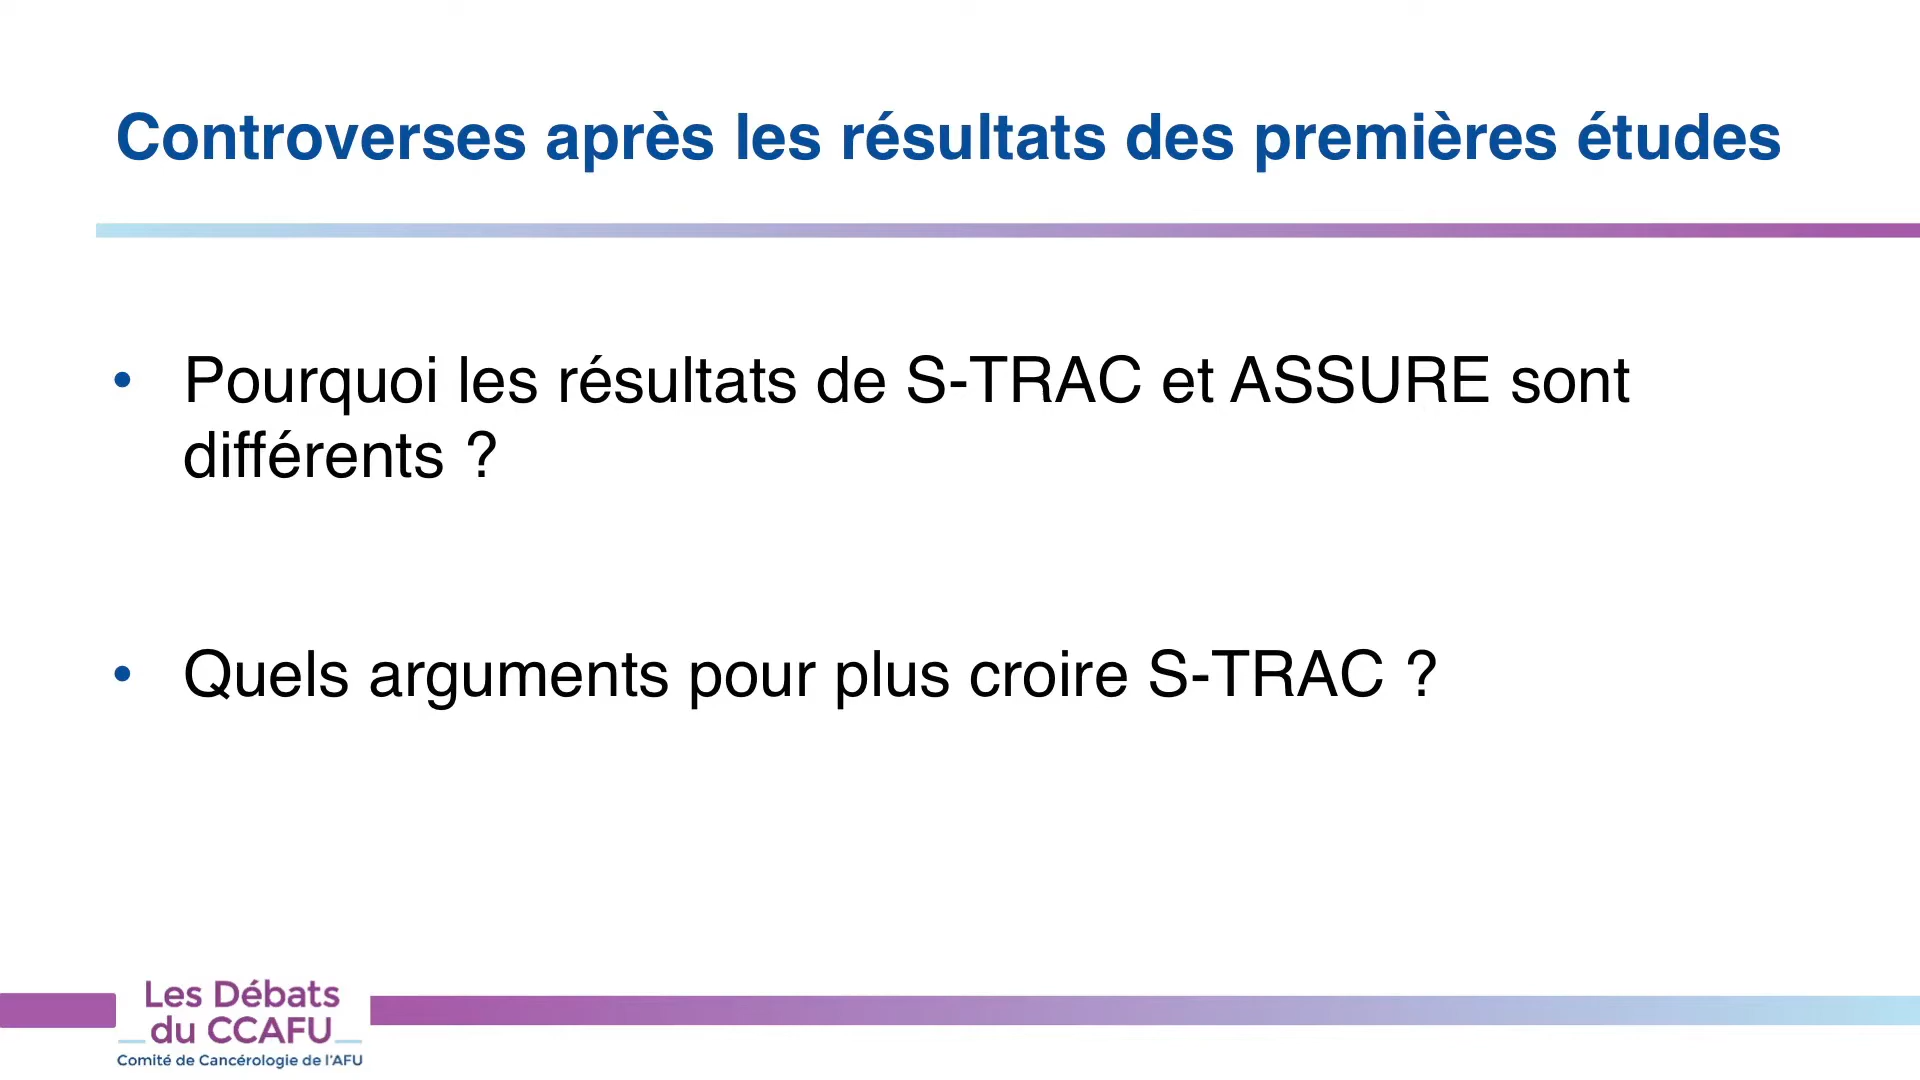 Controverses après les résultats des premières études
• Pourquoi les résultats de S-TRAC et ASSURE sont
différents ?
• Quels arguments pour plus croire S-TRAC ?
Les Débats
du CCAFU
Comité de Cancérologie de l'AFU